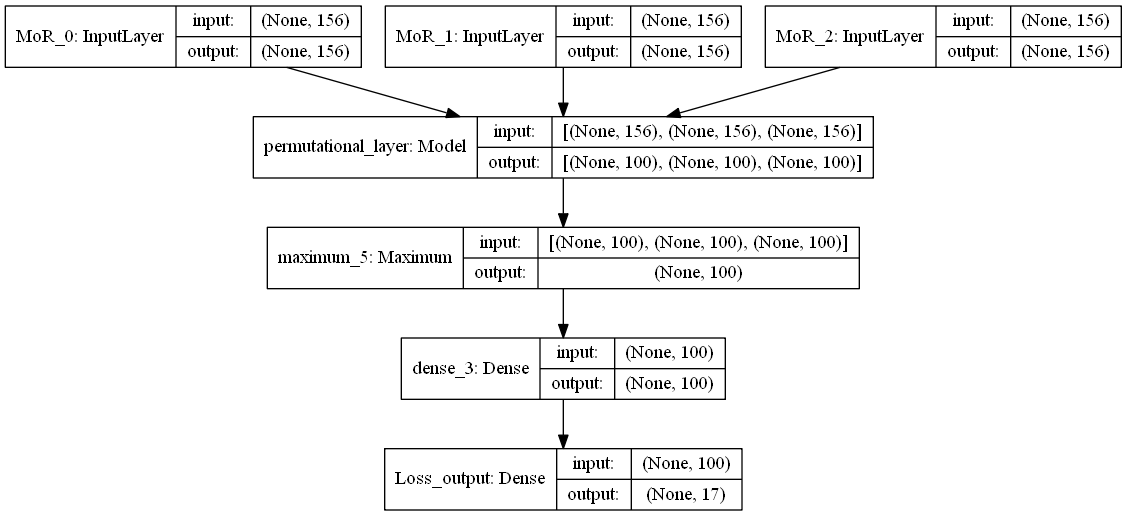 MoR_0: InputLayer input: (None, 156) output: (None, 156)
MoR_1: InputLayer input: (None, 156) output: (None, 156)
MoR_2: InputLayer input: (None, 156) output: (None, 156)
permutational_layer: Model input: [(None, 156), (None, 156), (None, 156)] output: [(None, 100), (None, 100), (None, 100)]
maximum_5: Maximum input: [(None, 100), (None, 100), (None, 100)] output: (None, 100)
dense_3: Dense input: (None, 100) output: (None, 100)
Loss_output: Dense input: (None, 100) output: (None, 17)